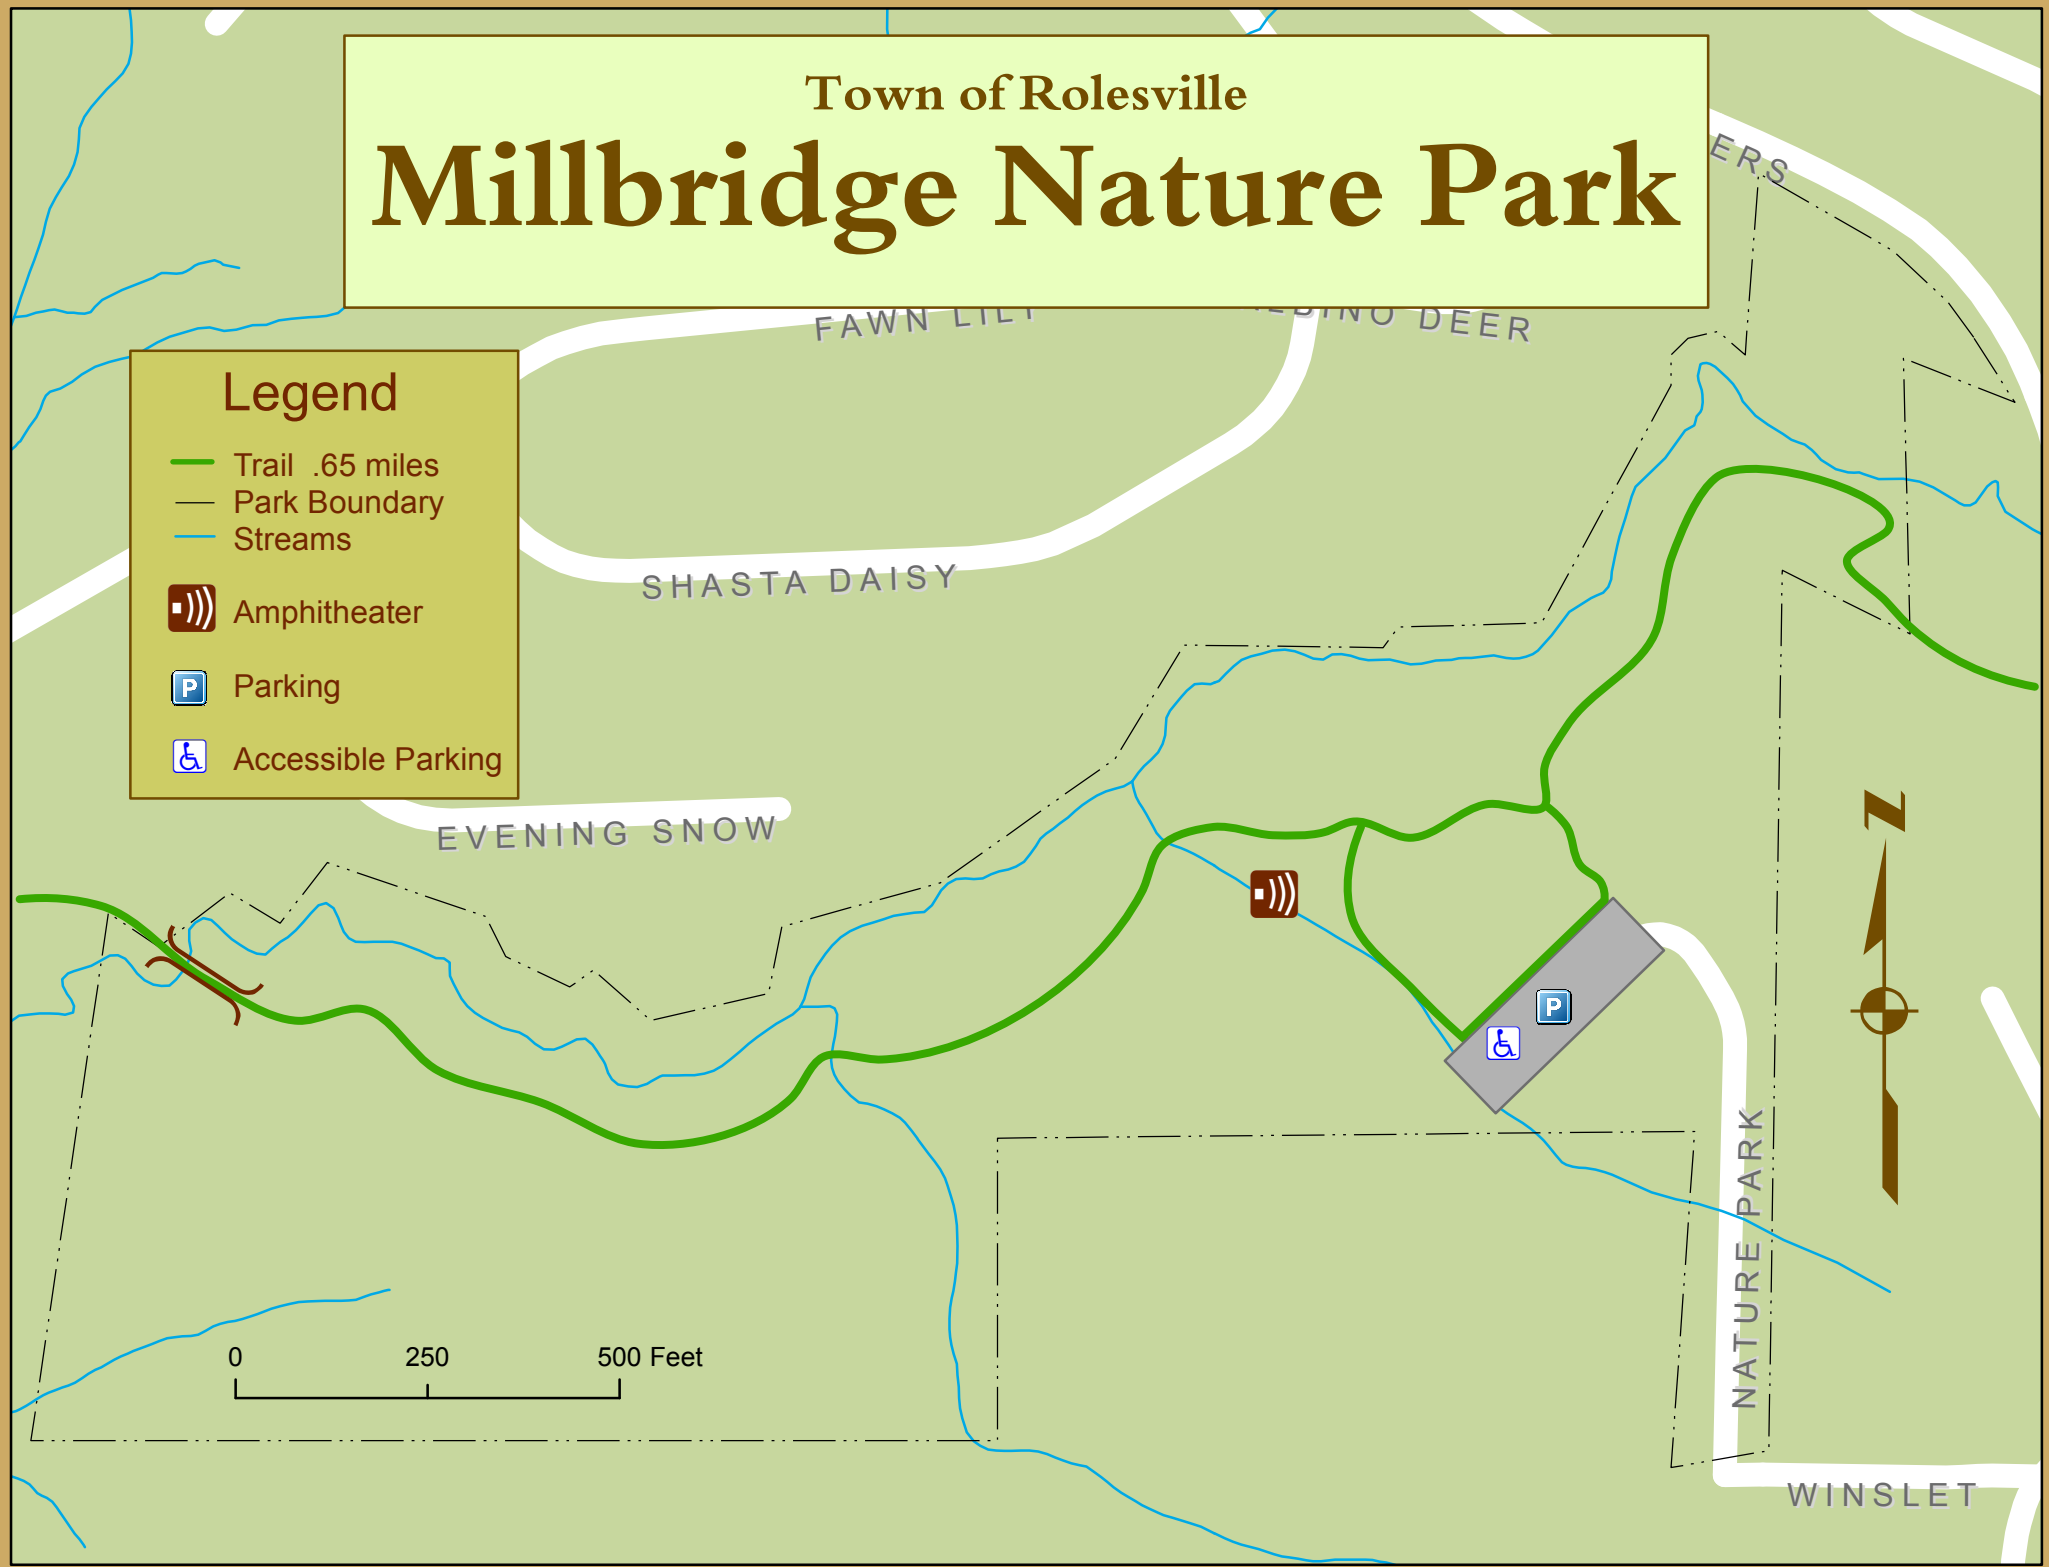 Town of Rolesville
Millbridge Nature Park
ERS
FAWN LILY
DEER
Legend
Trail .65 miles
Park Boundary
Streams
Amphitheater
P Parking
Accessible Parking
SHASTA DAISY
EVENING SNOW
N
P
NATURE PARK
0 250 500 Feet
WINSLET